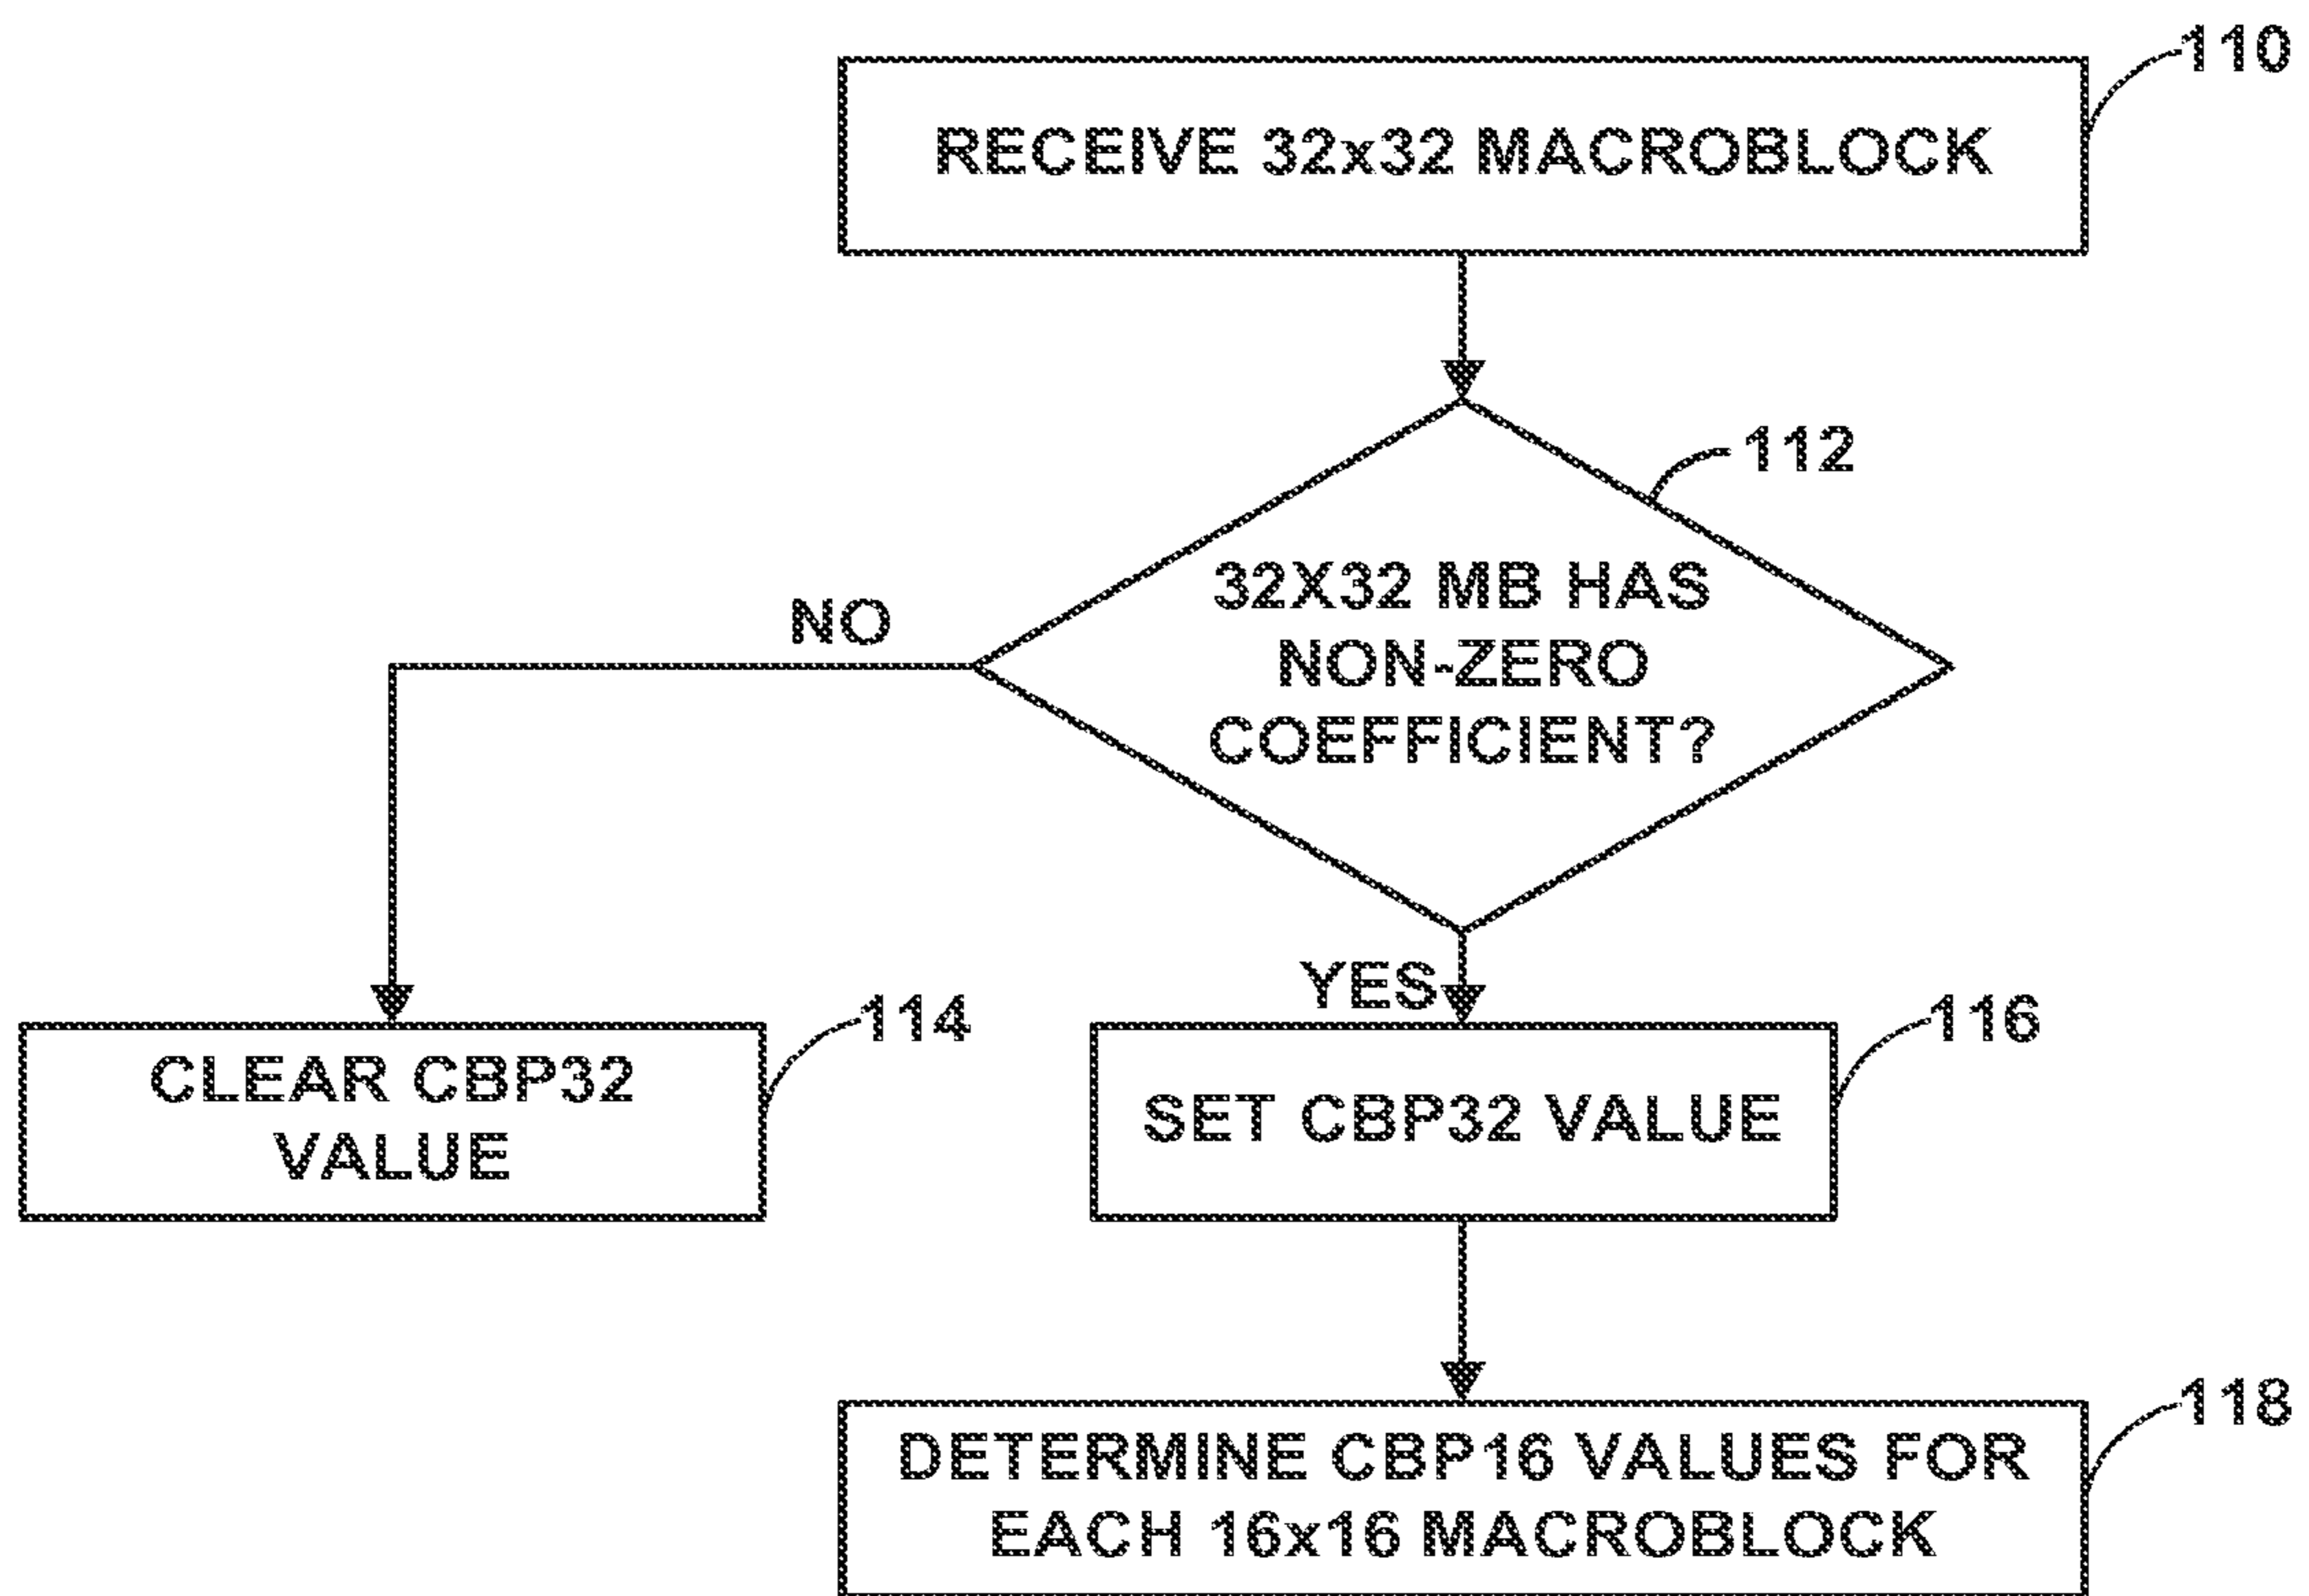 110
RECEIVE 32x32 MACROBLOCK
112
32X32 MB HAS
NON-ZERO
COEFFICIENT?
NO
YES
114
CLEAR CBP32
VALUE
116
SET CBP32 VALUE
118
DETERMINE CBP16 VALUES FOR
EACH 16x16 MACROBLOCK